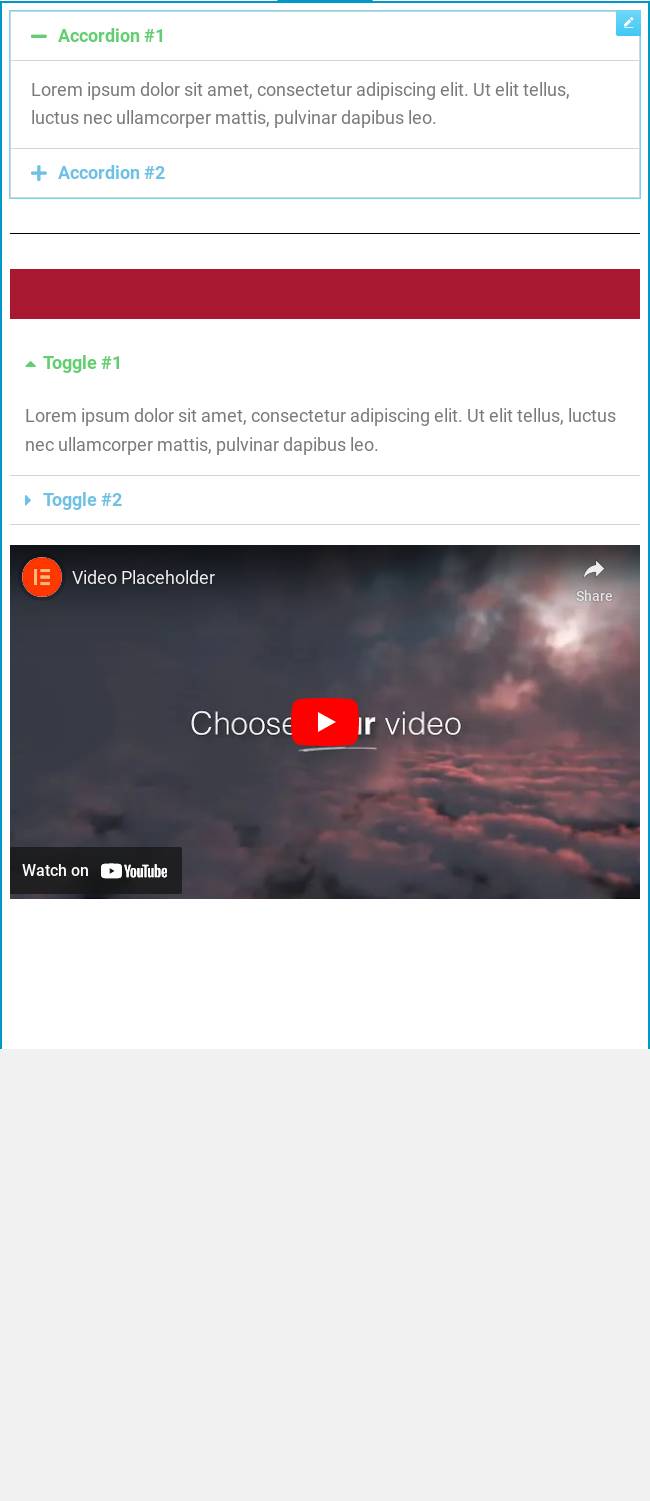 Accordion #1
Lorem ipsum dolor sit amet, consectetur adipiscing elit. Ut elit tellus,
luctus nec ullamcorper mattis, pulvinar dapibus leo.
Accordion #2
Toggle #1
Lorem ipsum dolor sit amet, consectetur adipiscing elit. Ut elit tellus, luctus
nec ullamcorper mattis, pulvinar dapibus leo.
Toggle #2
Video Placeholder
Share
Choose video
Watch on YouTube